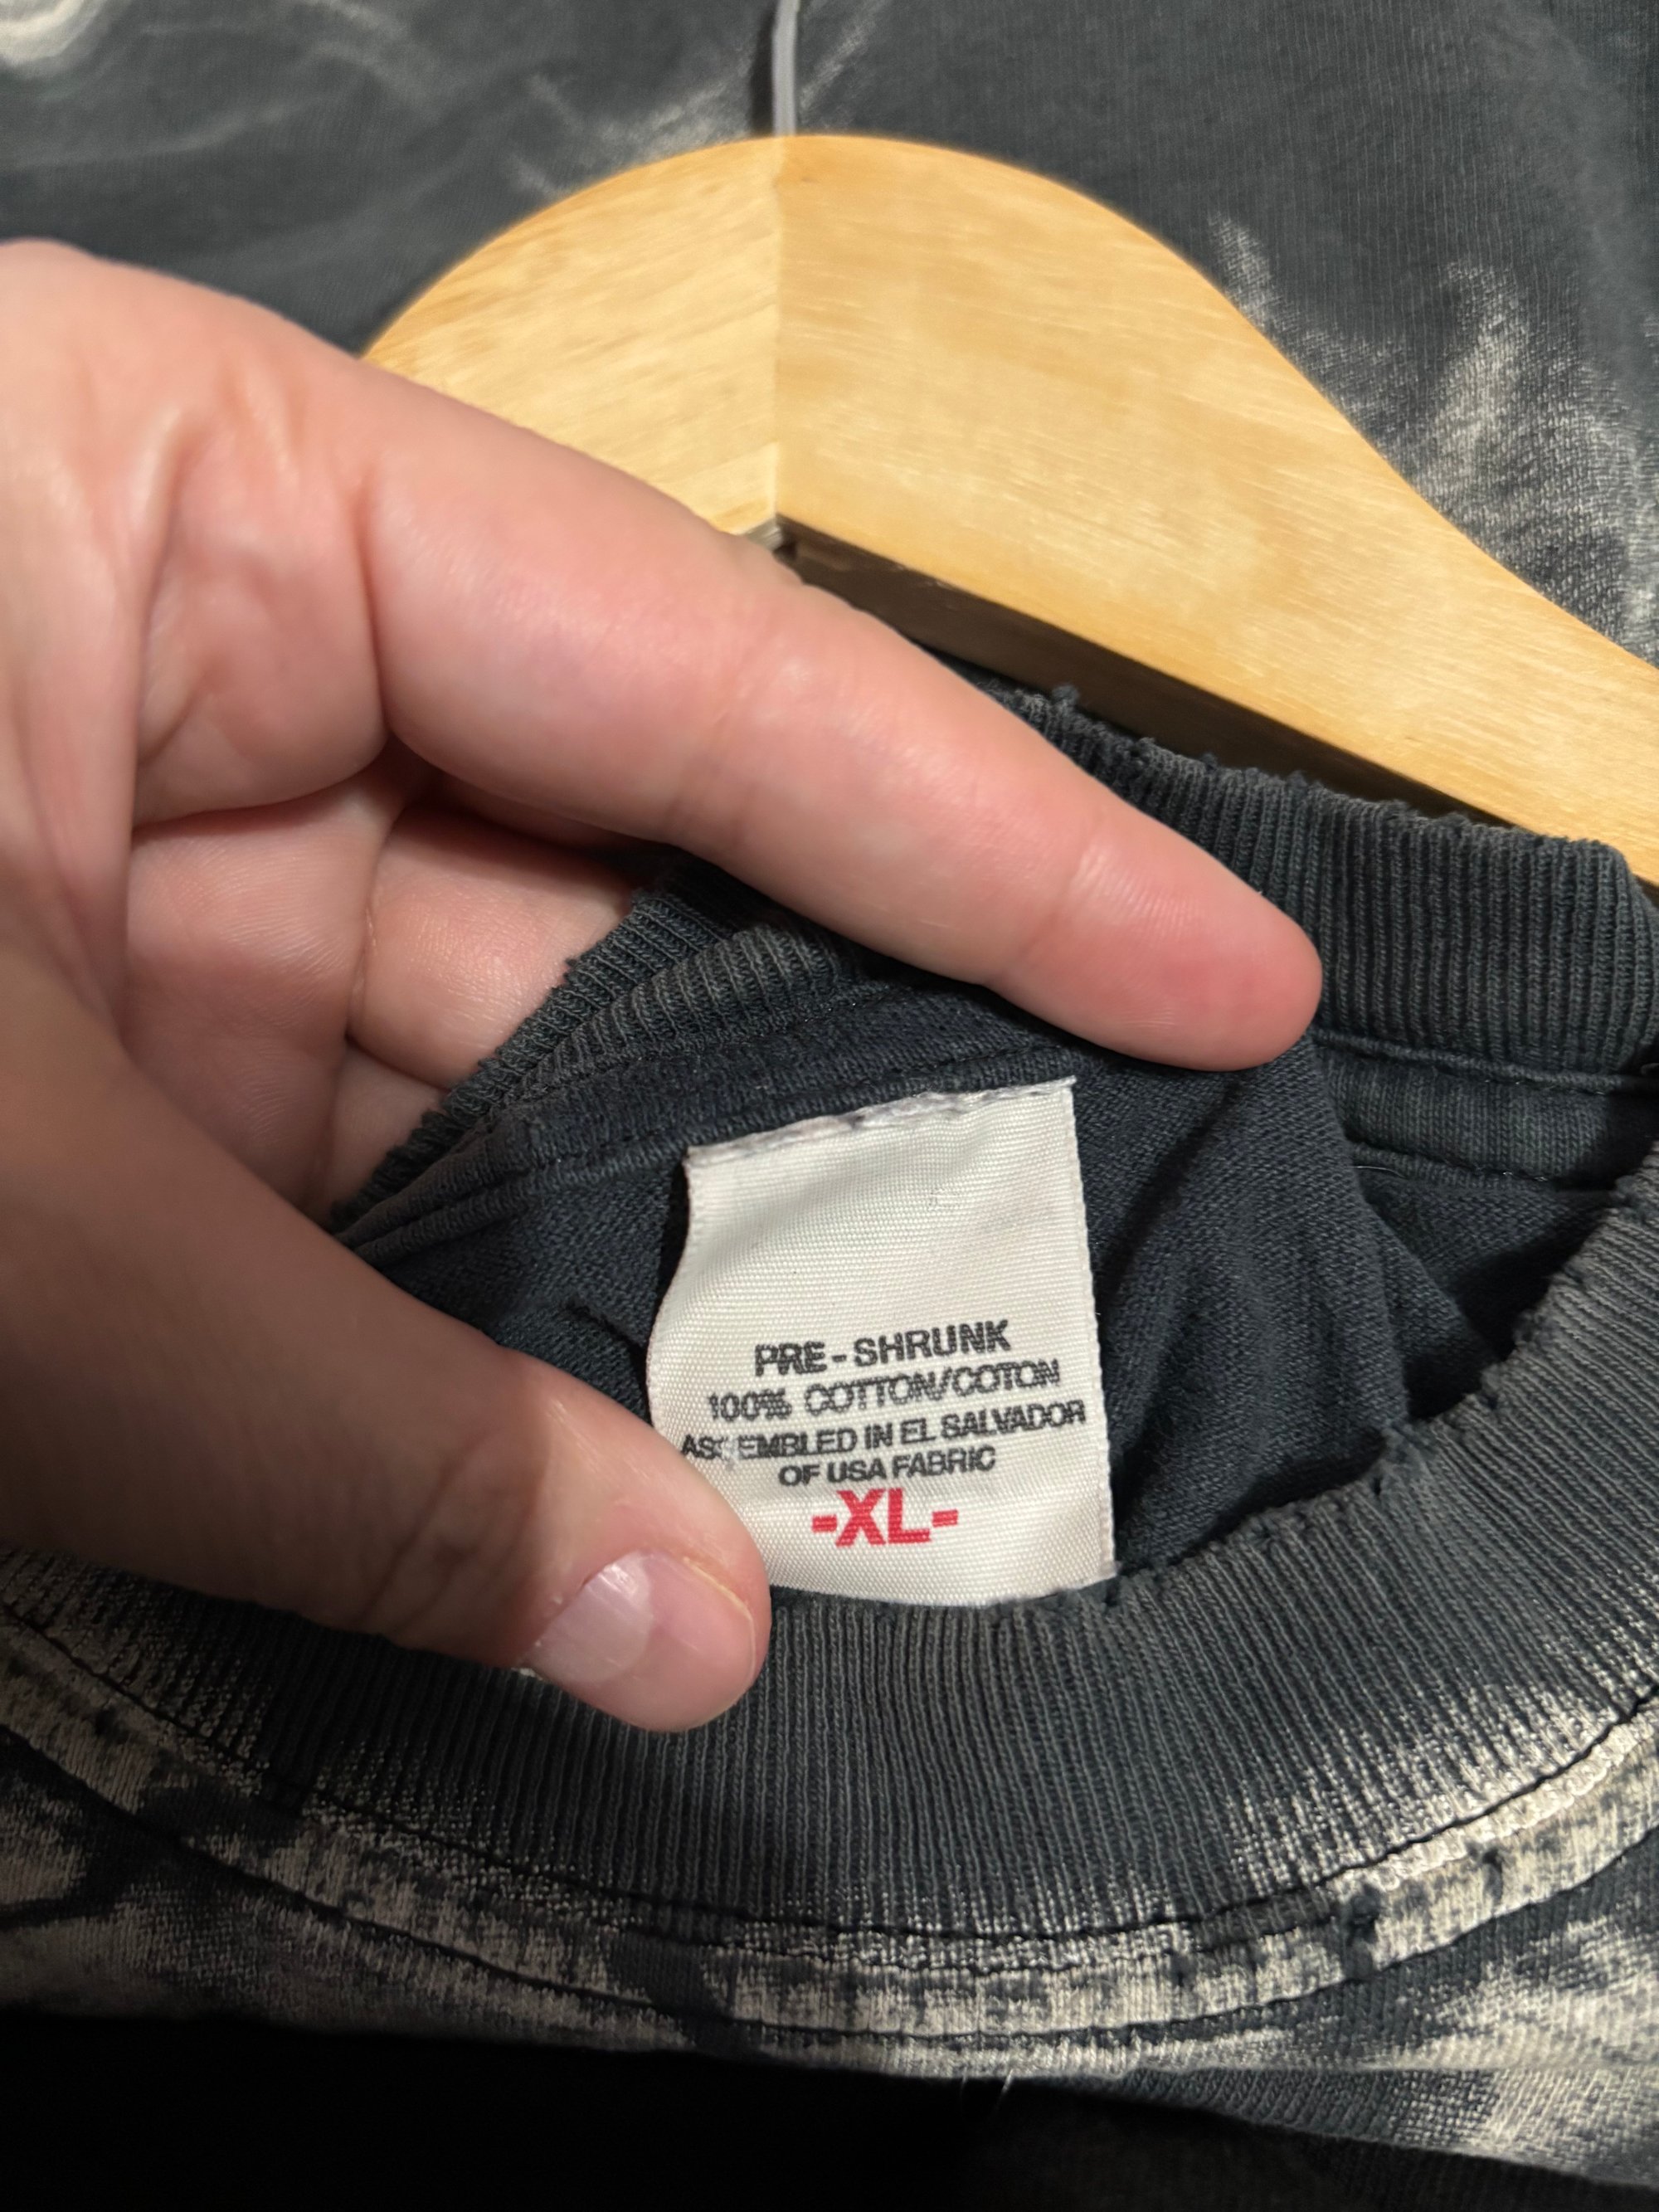 PRE-SHRUNK
100% COTTON/COTON
ASSEMBLED IN EL SALVADOR
OF USA FABRIC
-XL-